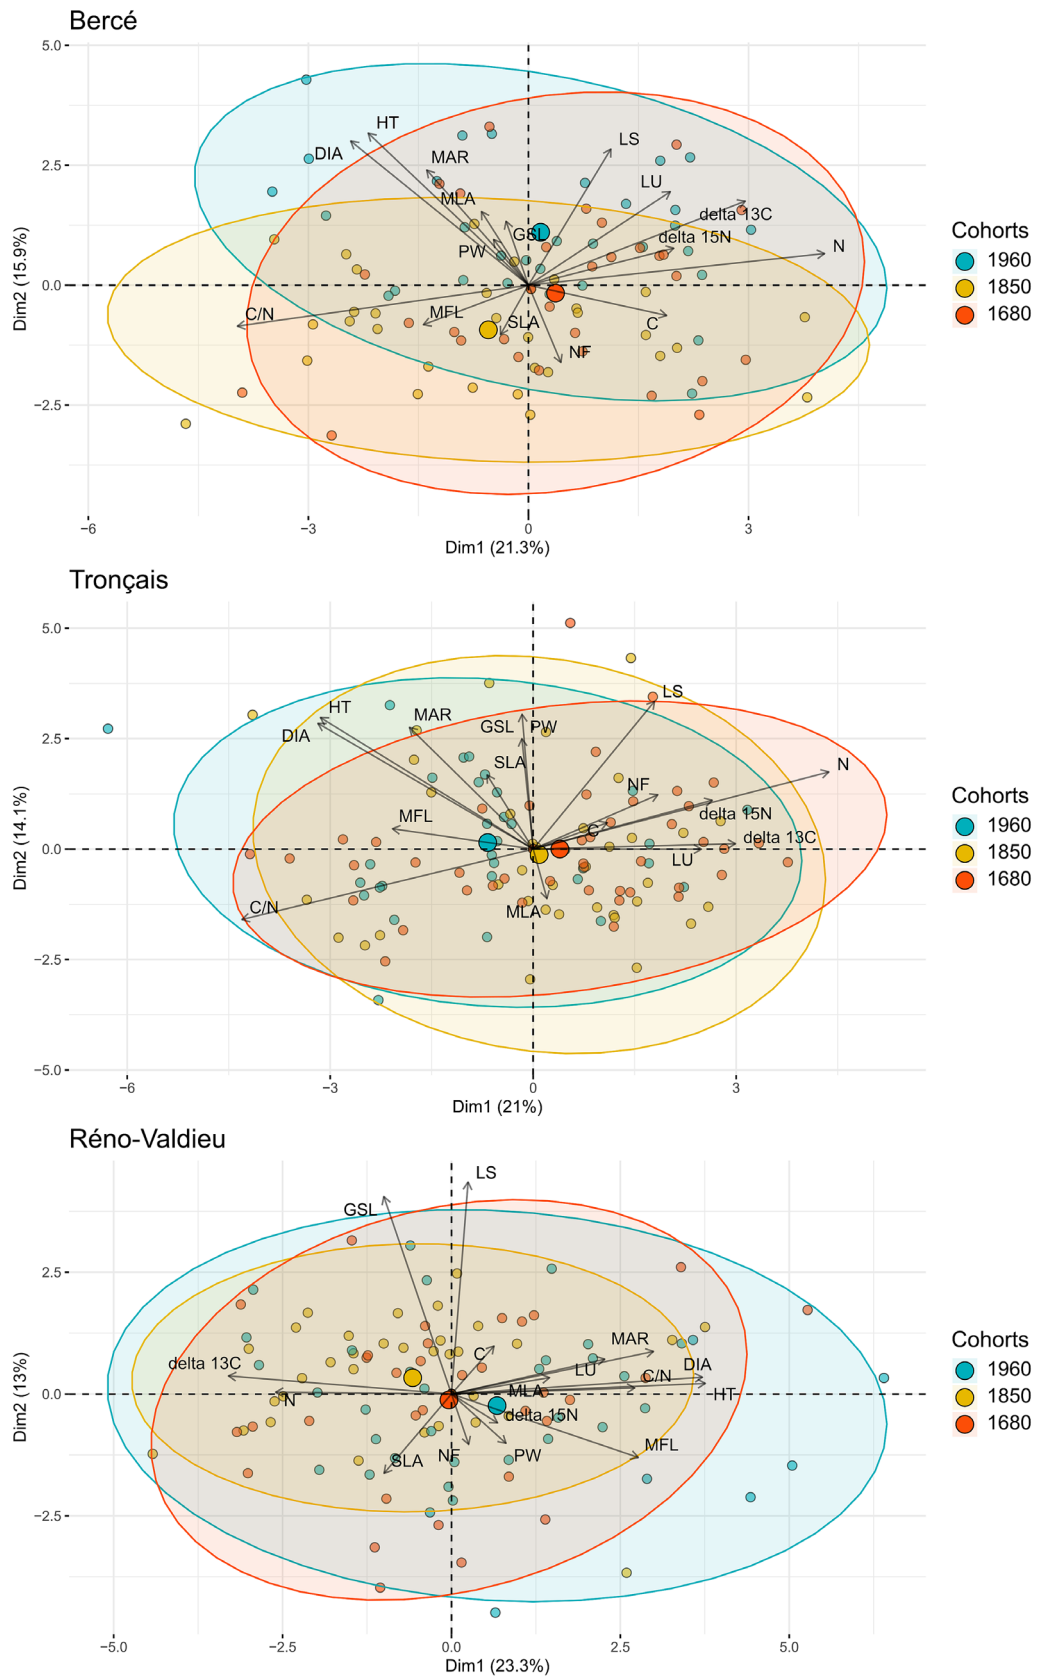 Bercé
5.0
HT
DIA
LS
MAR
2.5
LU
MLA
delta 13C
GSL
delta 15N
PW
N
Dim2 (15.9%)
0.0
C/N
MFL
SLA
C
NF
−2.5
−6
−3
0
3
Dim1 (21.3%)
Cohorts
1960
1850
1680
Tronçais
5.0
LS
HT
MAR
GSL
PW
2.5
DIA
SLA
N
NF
MFL
delta 15N
C
delta 13C
Dim2 (14.1%)
0.0
LU
C/N
MLA
−2.5
−5.0
−6
−3
0
3
Dim1 (21%)
Cohorts
1960
1850
1680
Réno-Valdieu
LS
GSL
2.5
MAR
C
delta 13C
LU
C/N
DIA
MLA
HT
N
Dim2 (13%)
0.0
delta 15N
MFL
NF
PW
SLA
−2.5
−5.0
−2.5
0.0
2.5
5.0
Dim1 (23.3%)
Cohorts
1960
1850
1680